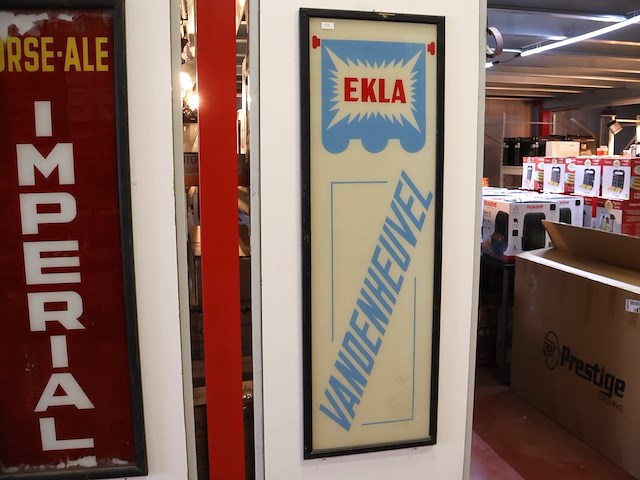 ORSE-ALE
IMPERIAL
EKLA
VANDENHEUVEL
Prestige